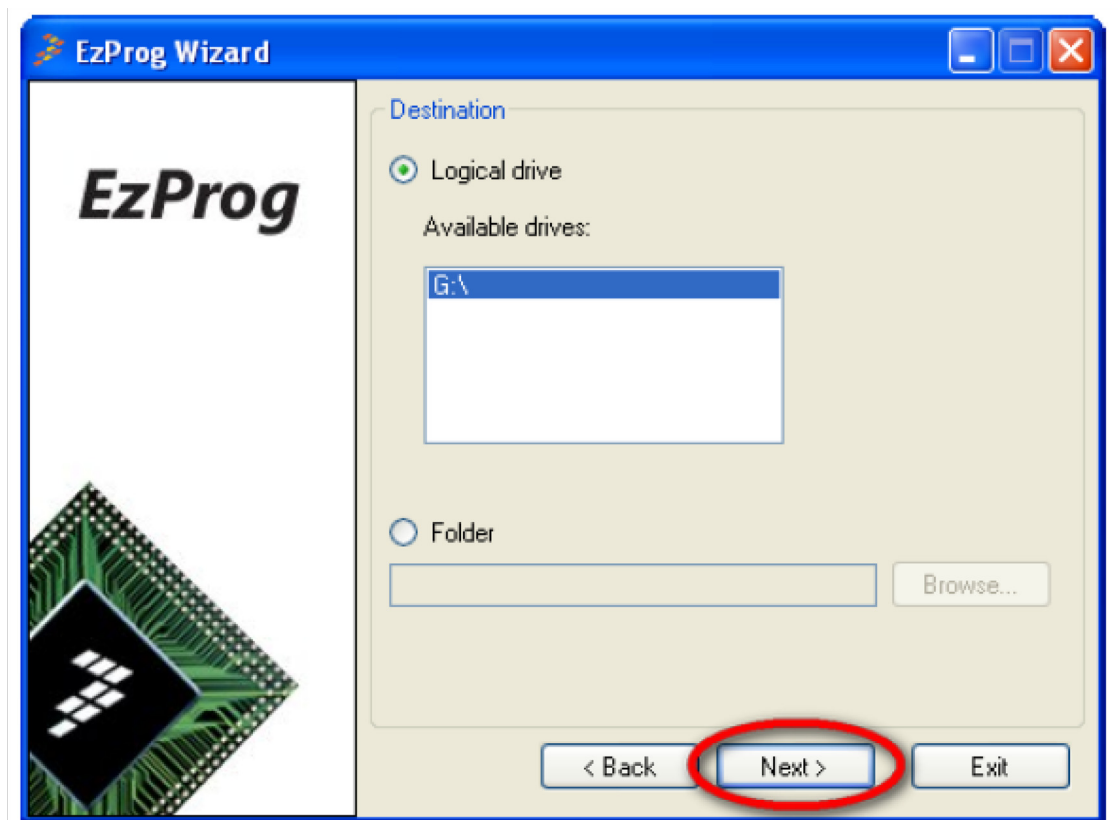 EzProg Wizard
EzProg
Destination
Logical drive
Available drives:
G:\
Folder
Browse...
< Back
Next >
Exit